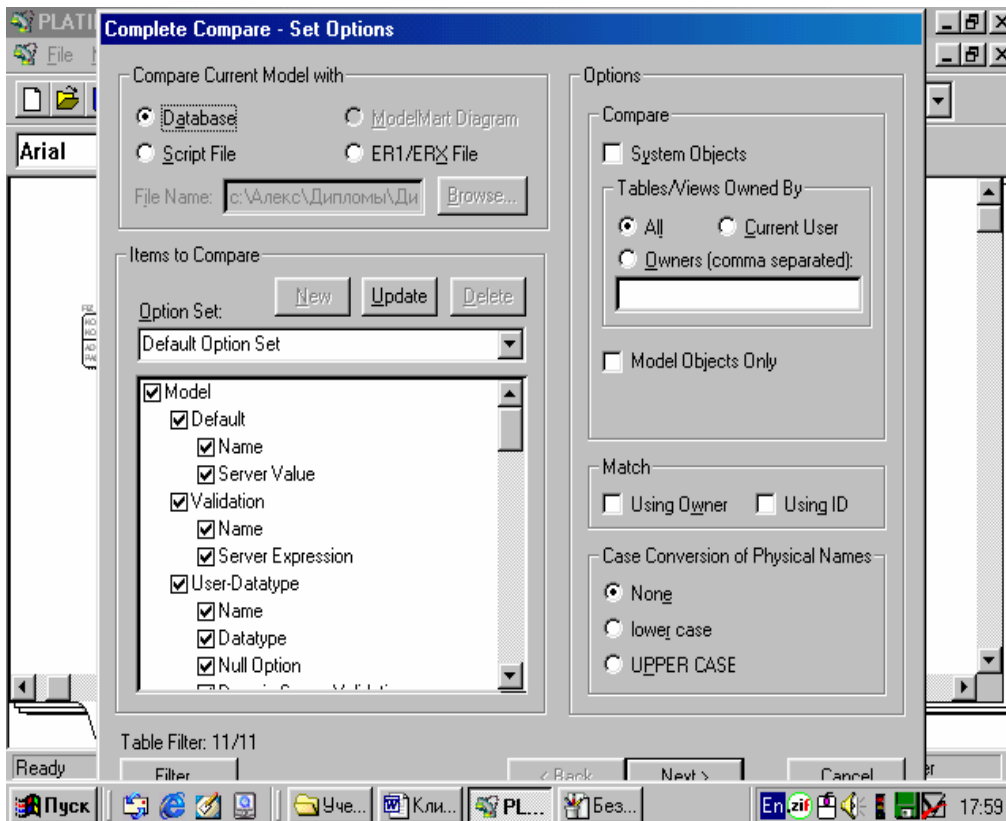 PLATI
Complete Compare - Set Options
File
Arial
Compare Current Model with
Database
ModelMart Diagram
Script File
ER1/ERX File
File Name: c:\Алекс\Дипломы\Ди Browse...
Items to Compare
New Update Delete
Option Set:
Default Option Set
Model
Default
Name
Server Value
Validation
Name
Server Expression
User-Datatype
Name
Datatype
Null Option
Table Filter: 11/11
Filter...
Options
Compare
System Objects
Tables/Views Owned By
All Current User
Owners (comma separated):
Model Objects Only
Match
Using Owner Using ID
Case Conversion of Physical Names
None
lower case
UPPER CASE
< Back Next > Cancel
Ready
Пуск Уче... Кли... PL... Без... En zif 17:59